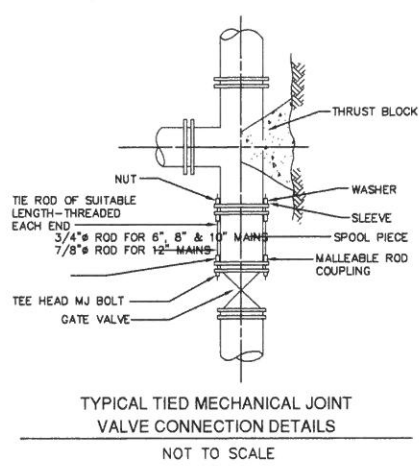 THRUST BLOCK
NUT
WASHER
TIE ROD OF SUITABLE
LENGTH-THREADED
EACH END
SLEEVE
3/4"ø ROD FOR 6", 8" & 10" MAINS
SPOOL PIECE
7/8"ø ROD FOR 12" MAINS
MALLEABLE ROD
COUPLING
TEE HEAD MJ BOLT
GATE VALVE
TYPICAL TIED MECHANICAL JOINT
VALVE CONNECTION DETAILS
NOT TO SCALE